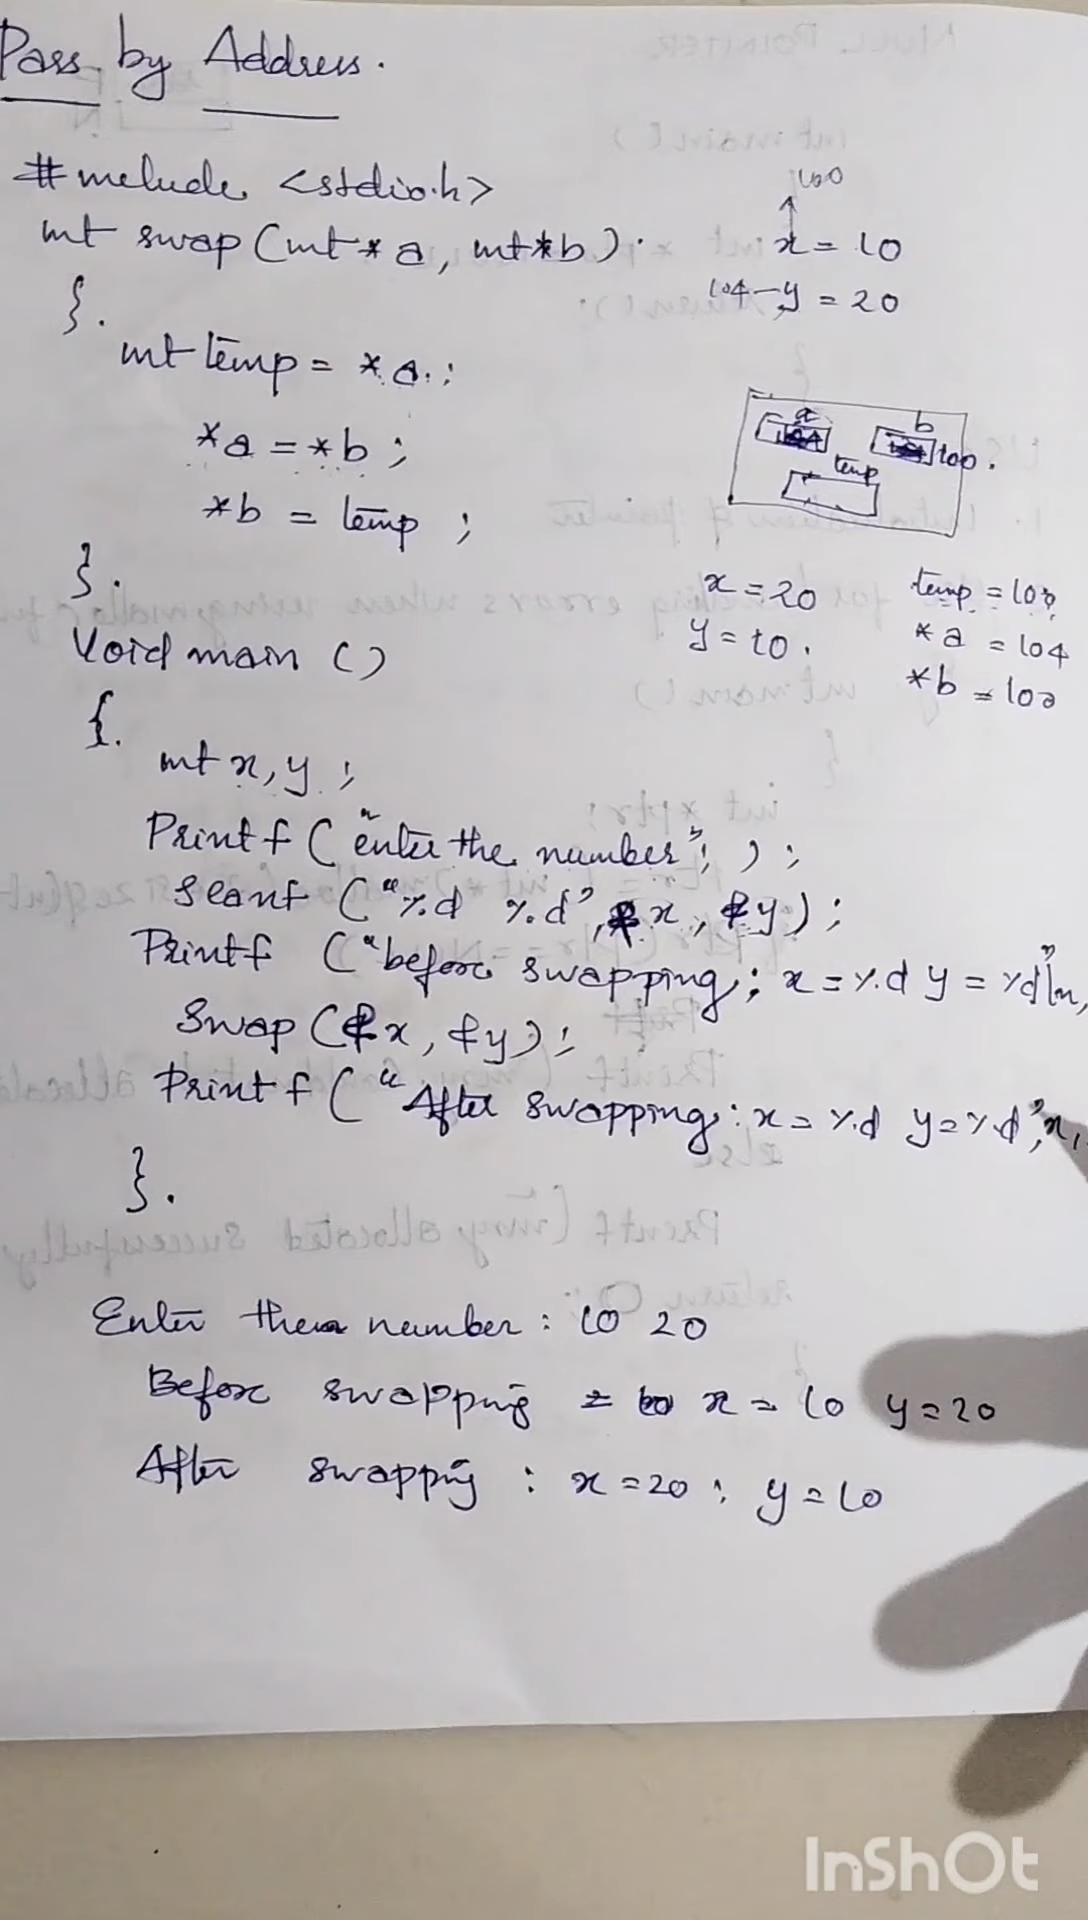 Pass by Address.
#include <stdio.h>
int swap (int *a, int *b).
}.
int temp = *a.;
*a = *b ;
*b = temp ;
}.
100
x = 10
104 - y = 20
a b
100.
temp
x = 20
y = 10.
temp = 100
*a = 104
*b = 100
Void main ()
{.
int x, y ;
Printf ("enter the number"; ) ;
Scanf ("%d %d", &x, &y) ;
Printf ("before swapping ; x = %d y = %d\n",
Swap (&x, &y) ;
Printf ("After swapping : x = %d y = %d", x,
}.
Enter the number : 10 20
Before swapping = x = 10 y = 20
After swappig : x = 20 ; y = 10
InShOt